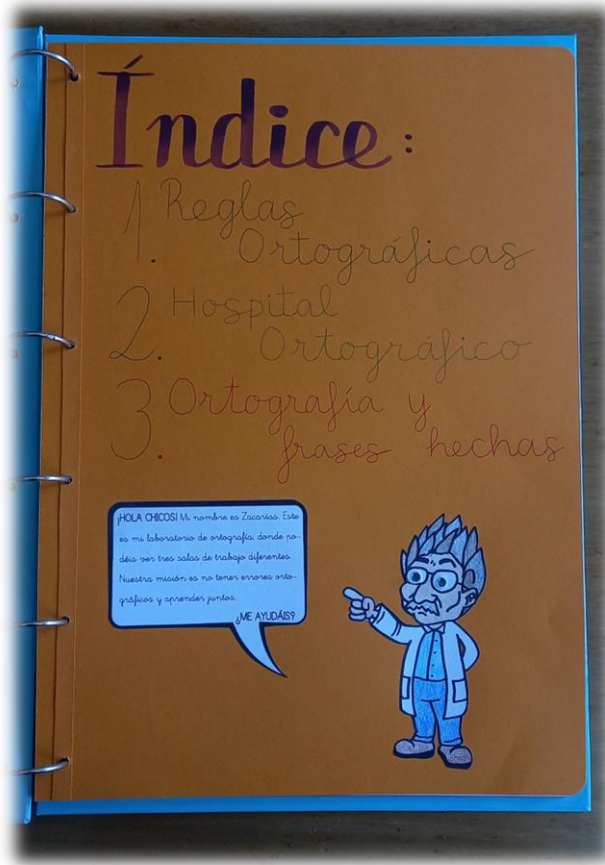 Índice:
1. Reglas
Ortográficas
2. Hospital
Ortográfico
3. Ortografía y
frases hechas
¡HOLA CHICOS! Mi nombre es Zacarías. Este
es mi laboratorio de ortografía, donde po-
déis ver tres salas de trabajo diferentes.
Nuestra misión es no tener errores orto-
gráficos y aprender juntos.
¿ME AYUDÁIS?